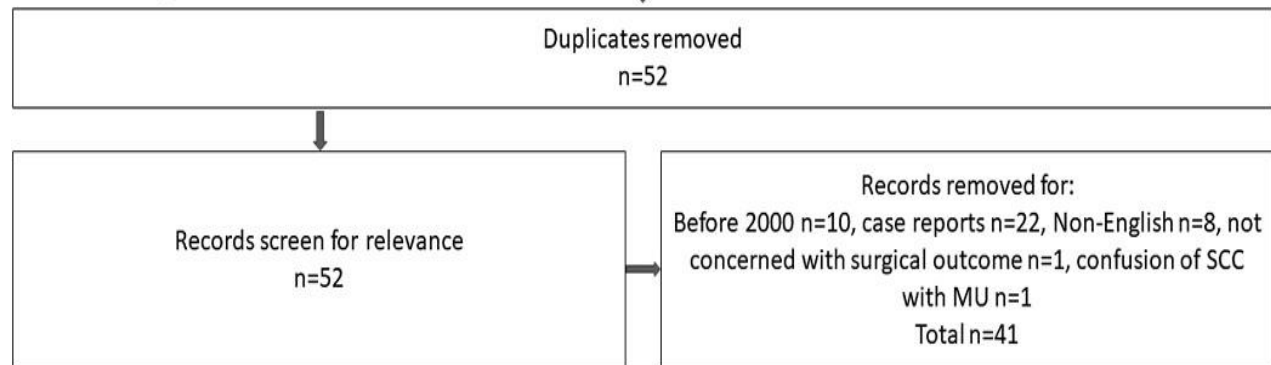 Duplicates removed
n=52
Records screen for relevance
n=52
Records removed for:
Before 2000 n=10, case reports n=22, Non-English n=8, not
concerned with surgical outcome n=1, confusion of SCC
with MU n=1
Total n=41